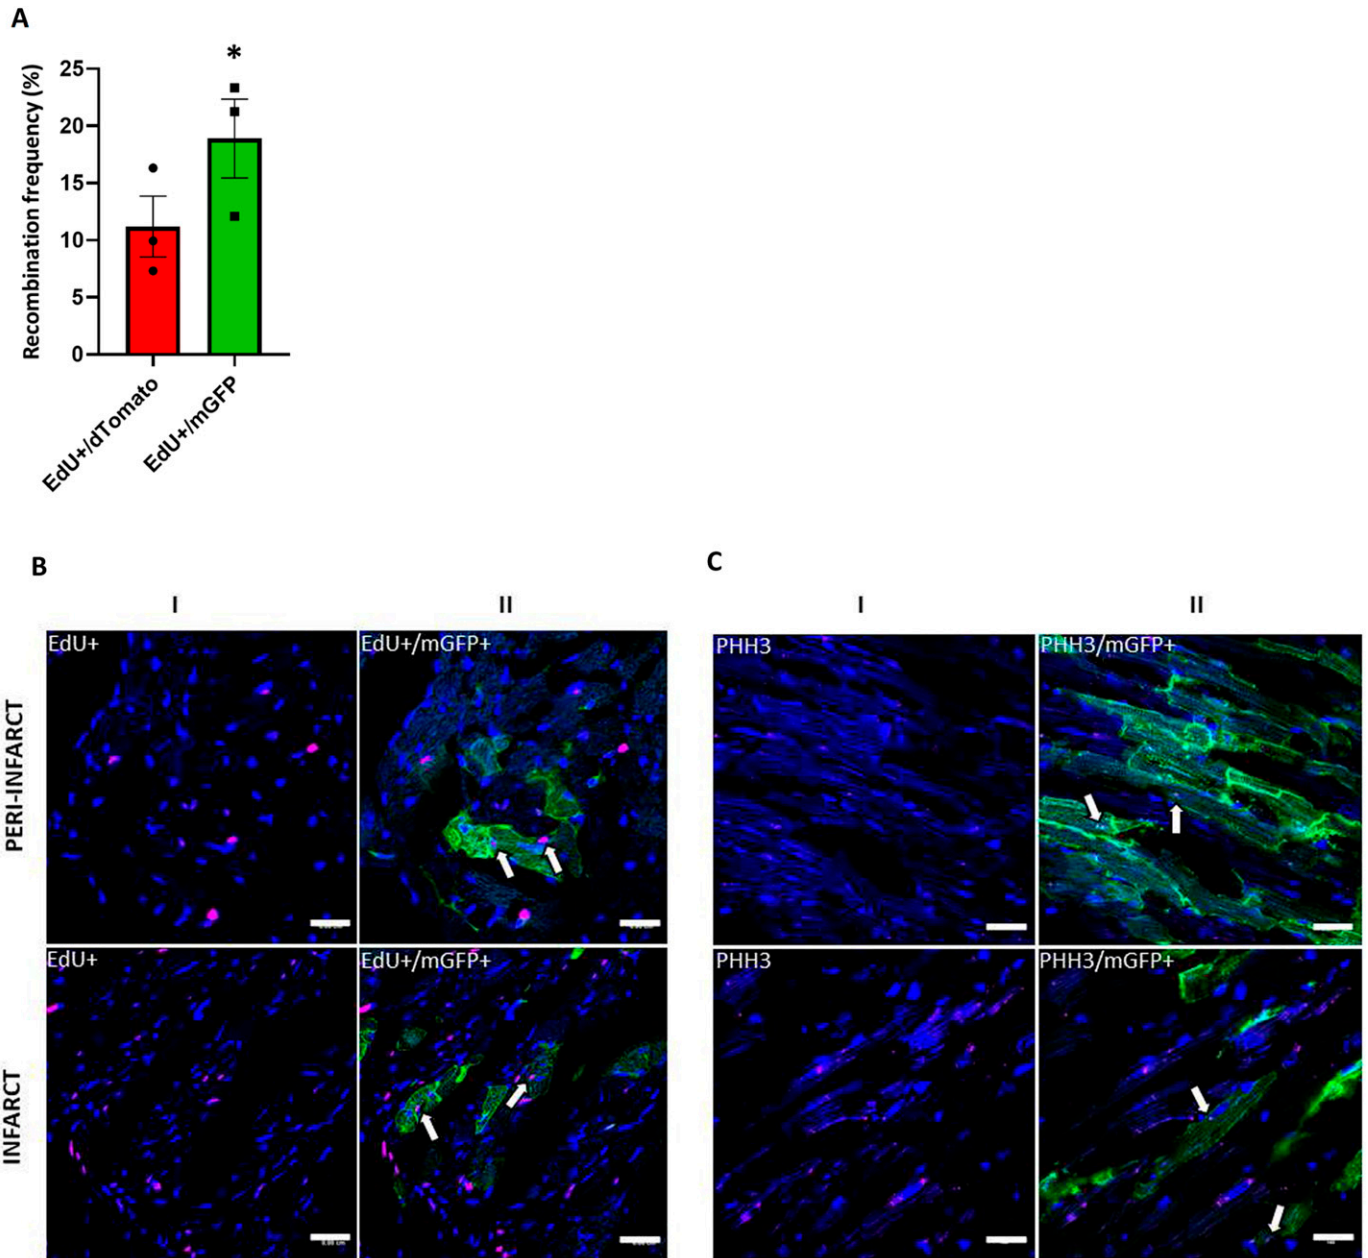 A
*
Recombination frequency (%)
25
20
15
10
5
0
EdU+/dTomato
EdU+/mGFP
B
C
I
II
I
II
PERI-INFARCT
EdU+
EdU+/mGFP+
PHH3
PHH3/mGFP+
INFARCT
EdU+
EdU+/mGFP+
PHH3
PHH3/mGFP+